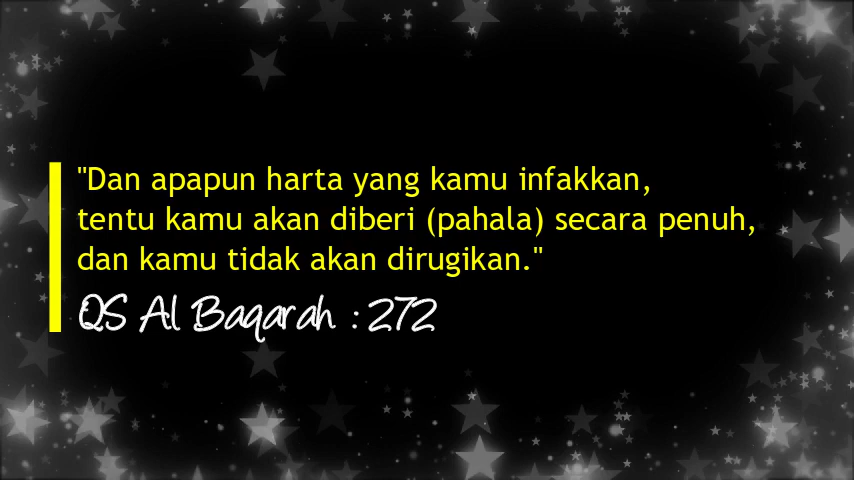 "Dan apapun harta yang kamu infakkan,
tentu kamu akan diberi (pahala) secara penuh,
dan kamu tidak akan dirugikan."
QS Al Baqarah : 272